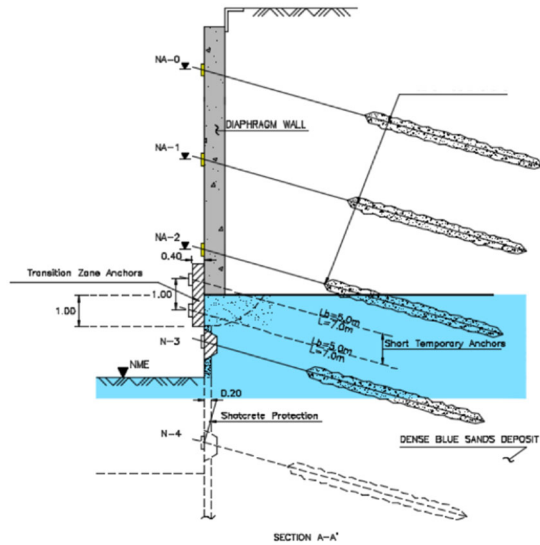 NA-0
DIAPHRAGM WALL
NA-1
NA-2
0.40
Transition Zone Anchors
1.00
1.00
Lb=5.0m
L=7.0m
Lb=5.0m
L=7.0m
Short Temporary Anchors
N-3
NME
0.20
Shotcrete Protection
N-4
DENSE BLUE SANDS DEPOSIT
SECTION A-A'